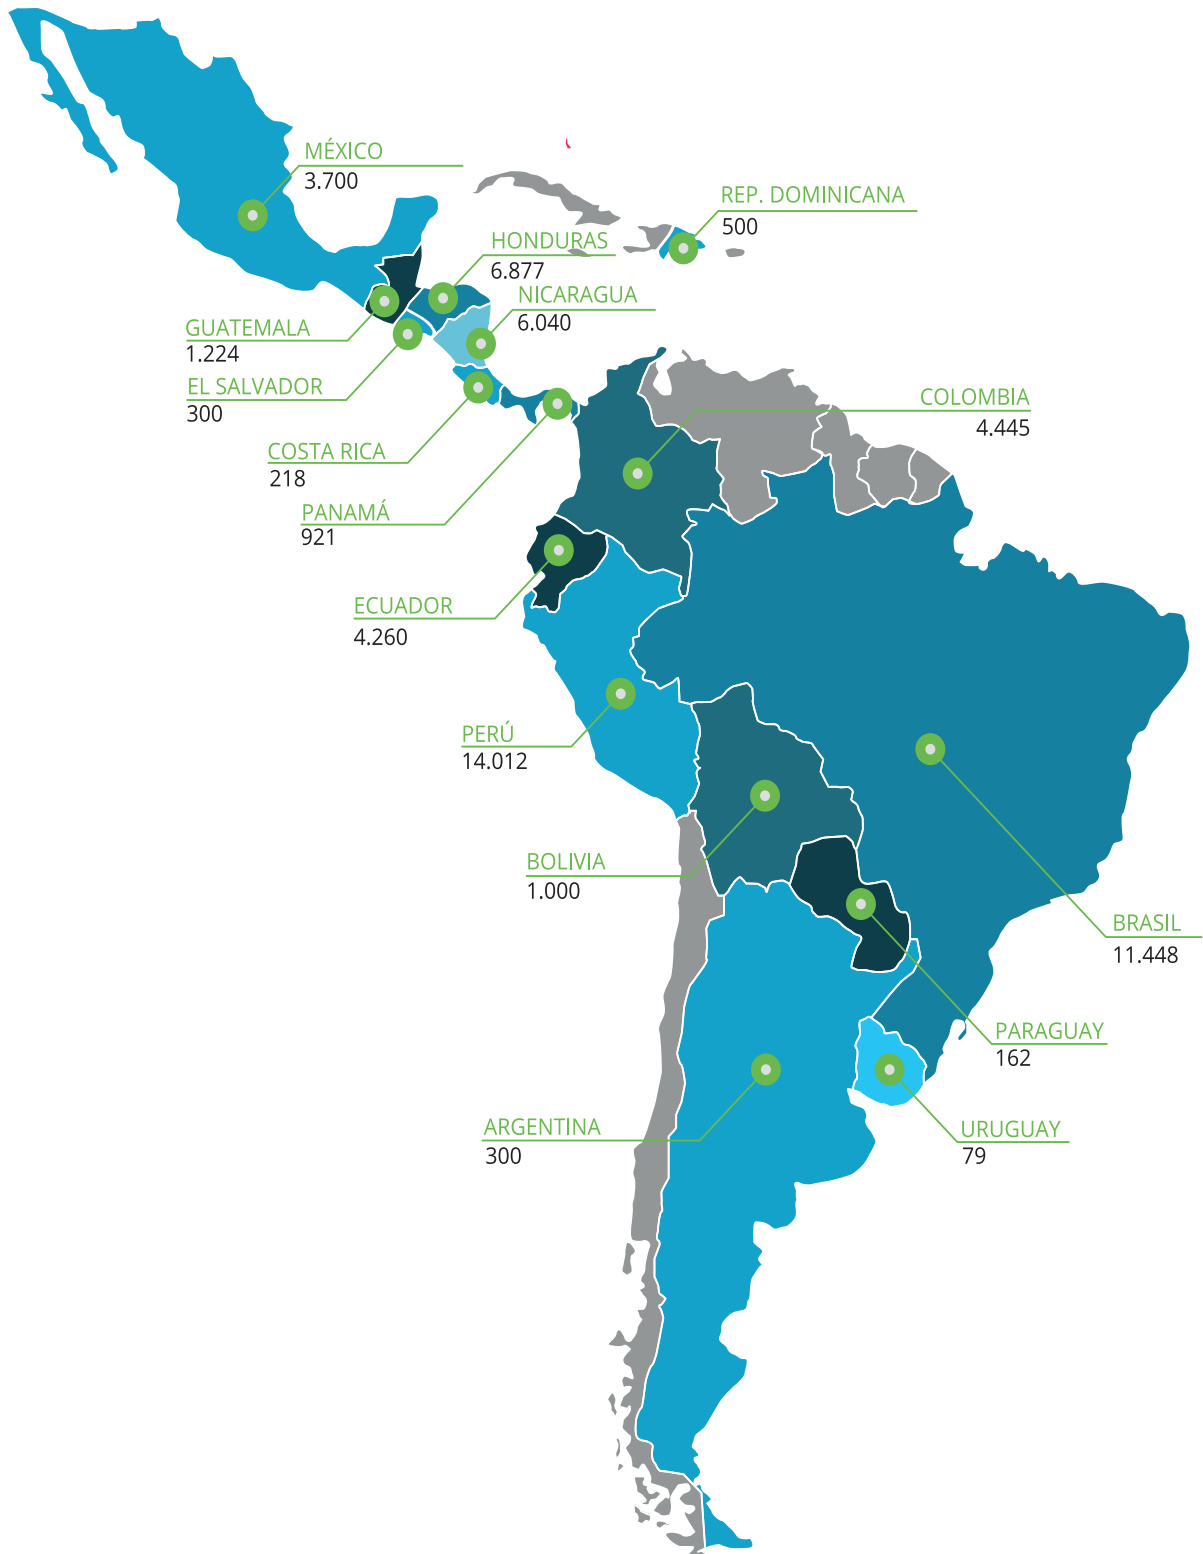 MÉXICO
3.700
REP. DOMINICANA
500
HONDURAS
6.877
NICARAGUA
6.040
GUATEMALA
1.224
EL SALVADOR
300
COLOMBIA
4.445
COSTA RICA
218
PANAMÁ
921
ECUADOR
4.260
PERÚ
14.012
BOLIVIA
1.000
BRASIL
11.448
PARAGUAY
162
ARGENTINA
300
URUGUAY
79